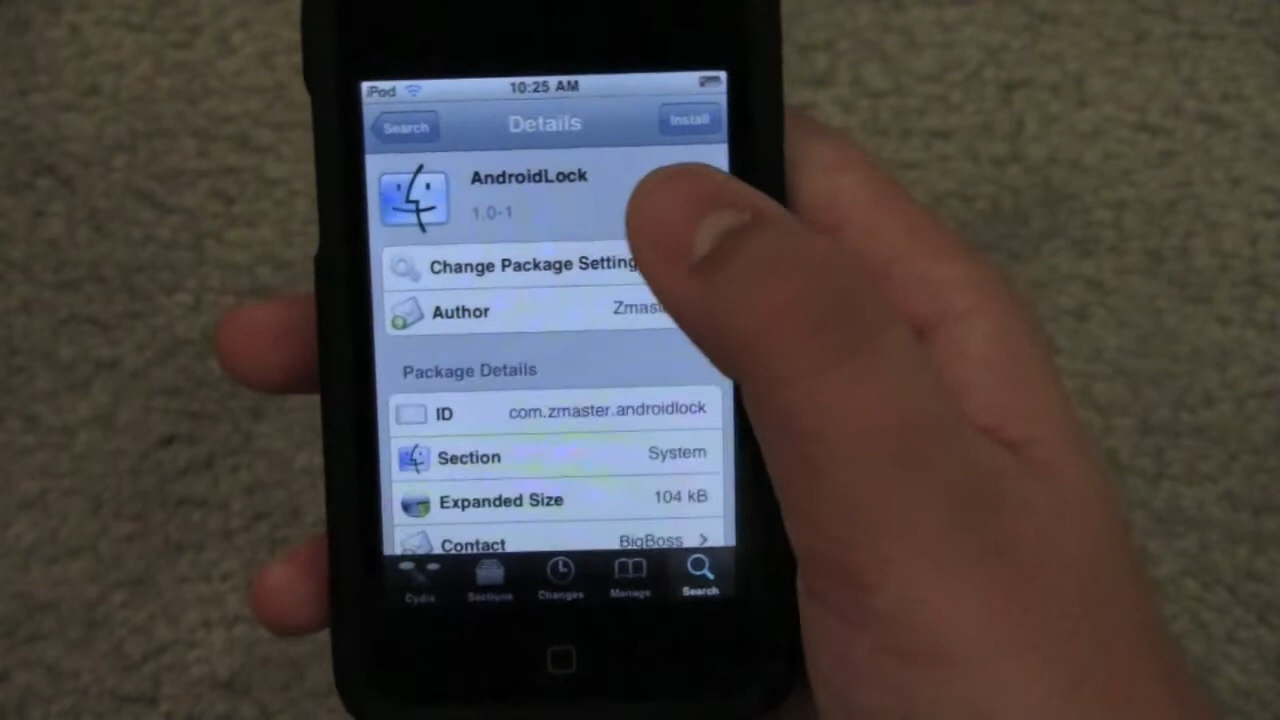 iPod 10:25 AM
Search Details Install
AndroidLock
1.0-1
Change Package Setting
Author Zmast
Package Details
ID com.zmaster.androidlock
Section System
Expanded Size 104 kB
Contact BigBoss
Cydia Sections Changes Manage Search